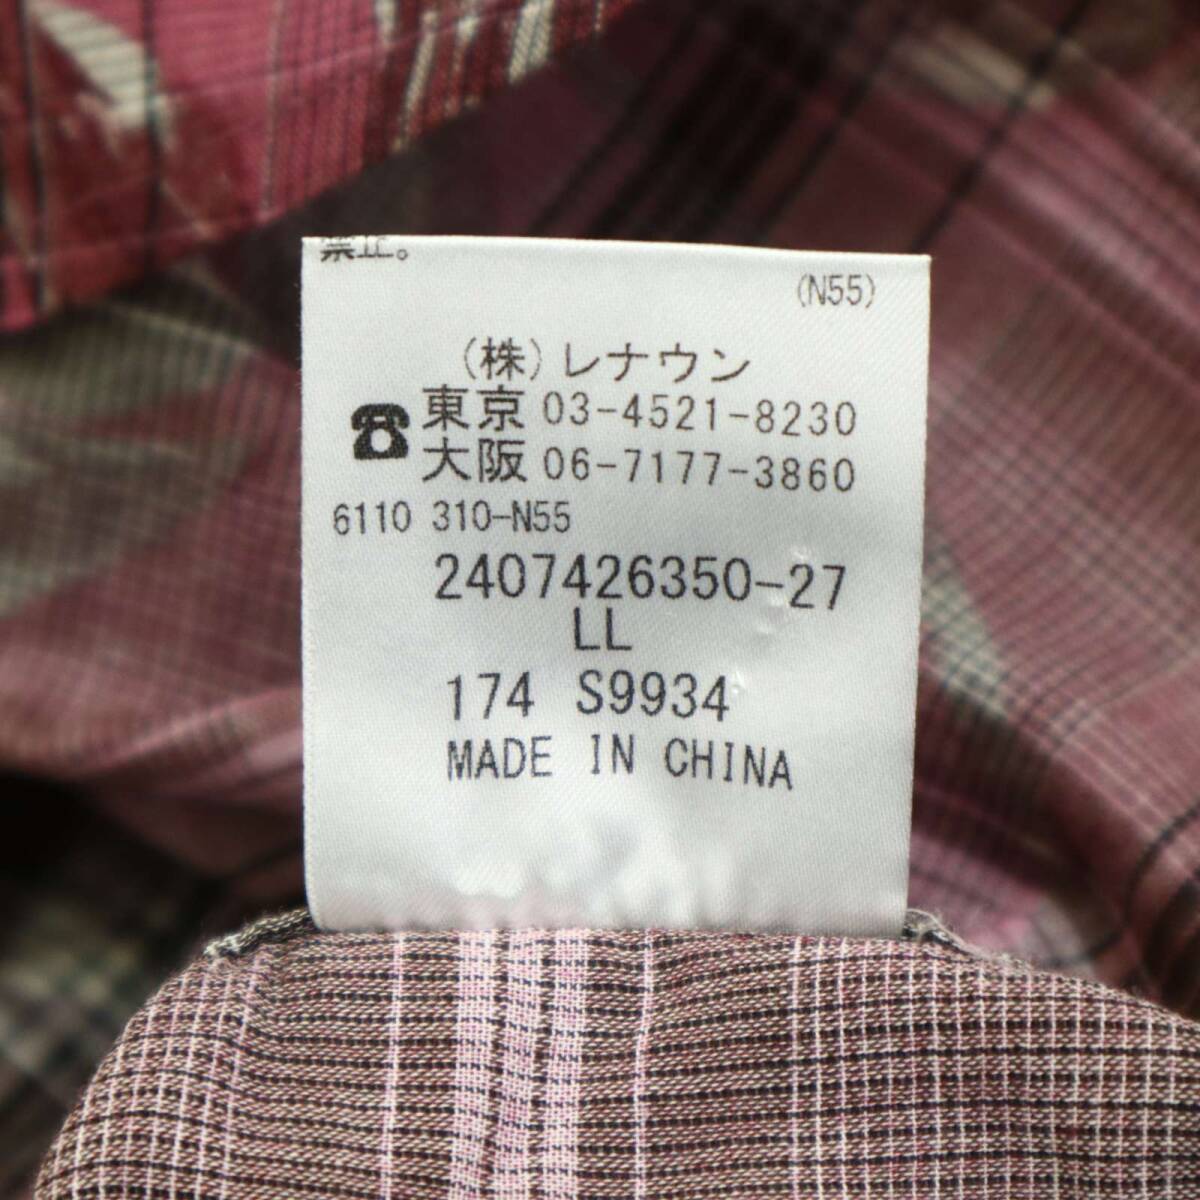 禁止。
(N55)
(株)レナウン
東京 03-4521-8230
大阪 06-7177-3860
6110 310-N55
2407426350-27
LL
174 S9934
MADE IN CHINA